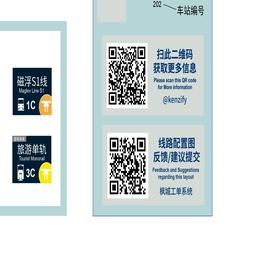 磁浮S1线
Maglev Line S1
1C
旅游单轨
Tourist Monorail
3C
202
车站编号
扫此二维码
获取更多信息
Please scan this QR code
for More information
@kenzify
线路配置图
反馈/建议提交
Feedback and Suggestions
regarding this layout
枫城工单系统